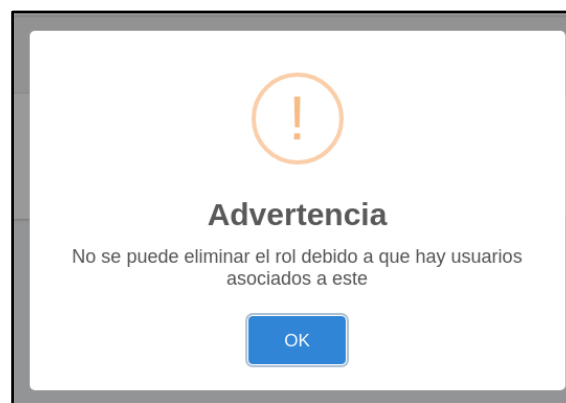 !
Advertencia
No se puede eliminar el rol debido a que hay usuarios
asociados a este
OK